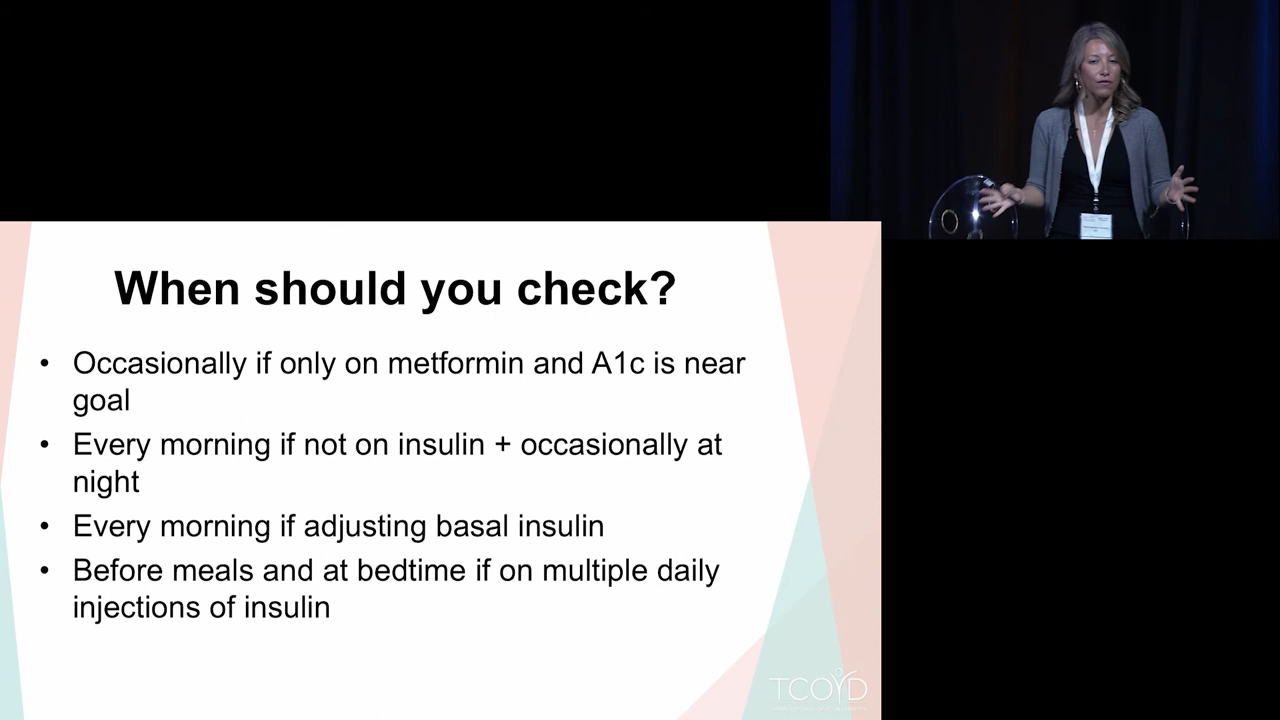 When should you check?
• Occasionally if only on metformin and A1c is near
goal
• Every morning if not on insulin + occasionally at
night
• Every morning if adjusting basal insulin
• Before meals and at bedtime if on multiple daily
injections of insulin
TCOYD